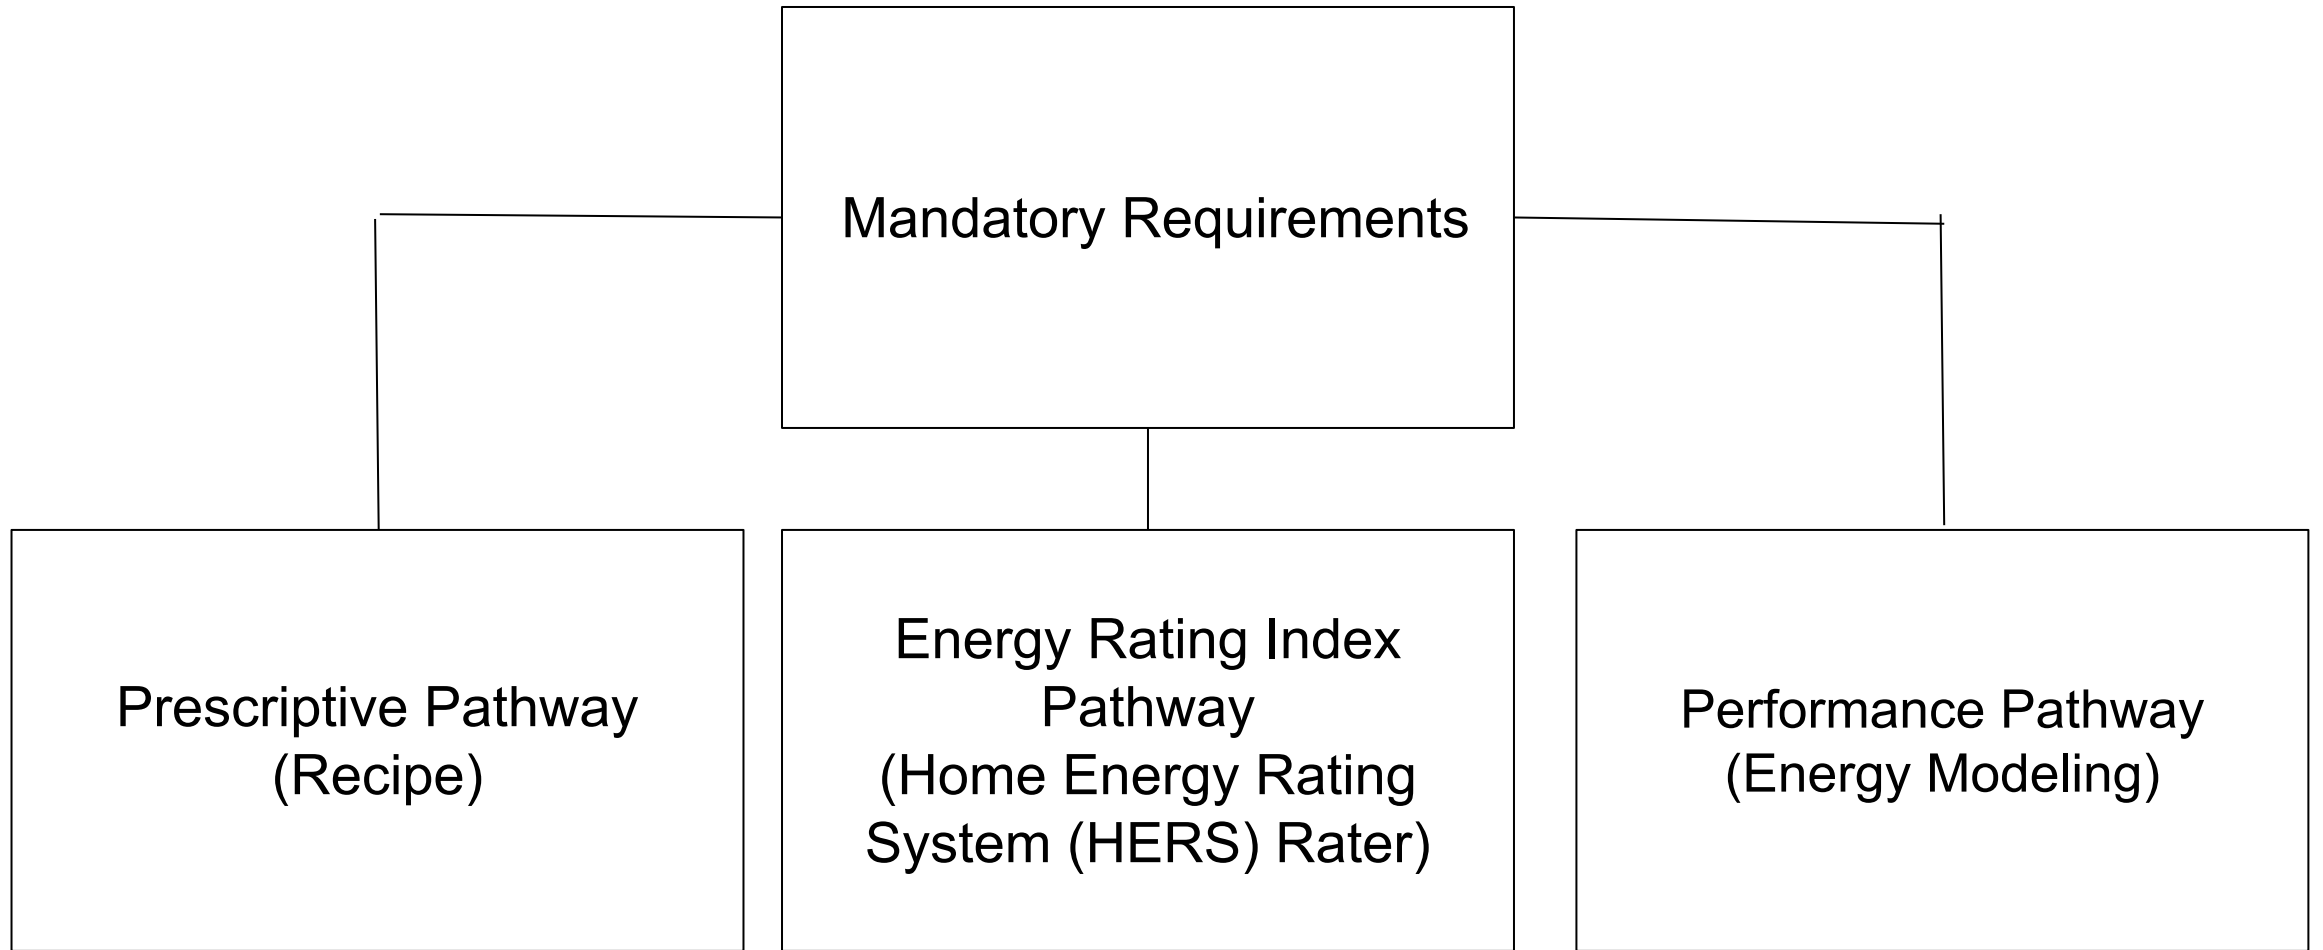 Mandatory Requirements
Prescriptive Pathway
(Recipe)
Energy Rating Index
Pathway
(Home Energy Rating
System (HERS) Rater)
Performance Pathway
(Energy Modeling)